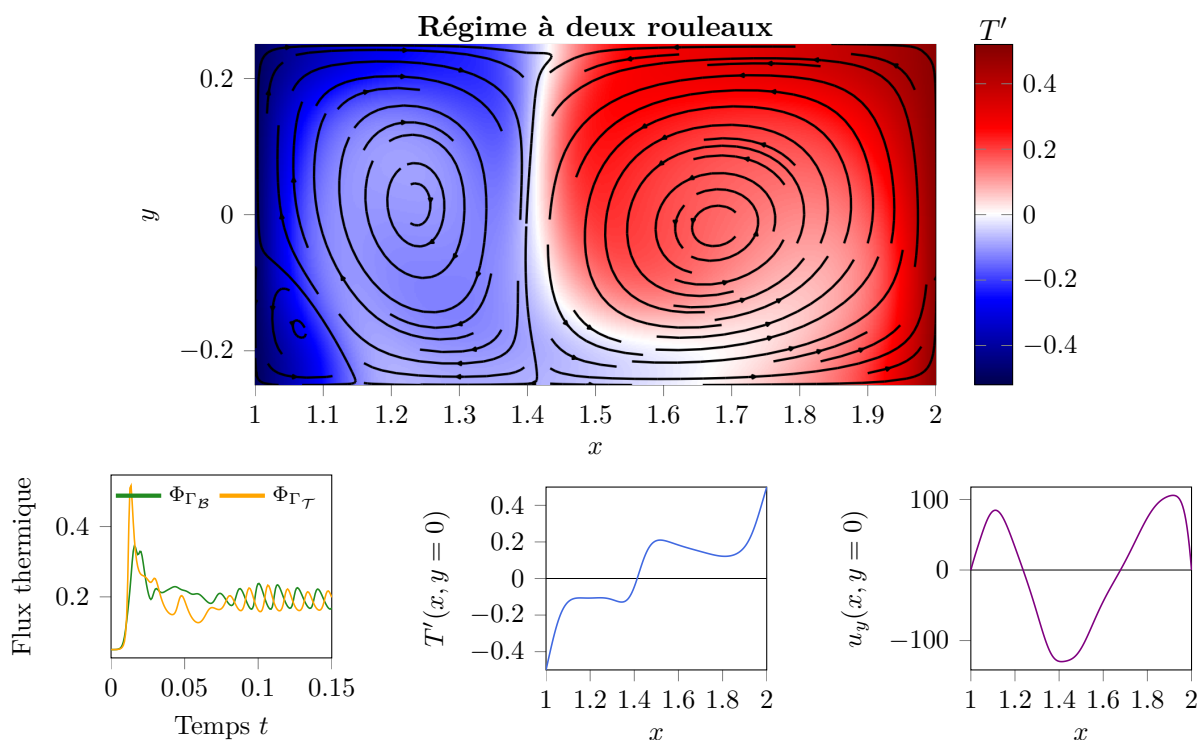 Régime à deux rouleaux
T′
0.2
0
−0.2
y
1 1.1 1.2 1.3 1.4 1.5 1.6 1.7 1.8 1.9 2
x
0.4
0.2
0
−0.2
−0.4
Φ_Γ_𝓑 Φ_Γ_𝓣
0.4
0.2
Flux thermique
0 0.05 0.1 0.15
Temps t
0.4
0.2
0
−0.2
−0.4
T′(x, y = 0)
1 1.2 1.4 1.6 1.8 2
x
100
0
−100
u_y(x, y = 0)
1 1.2 1.4 1.6 1.8 2
x